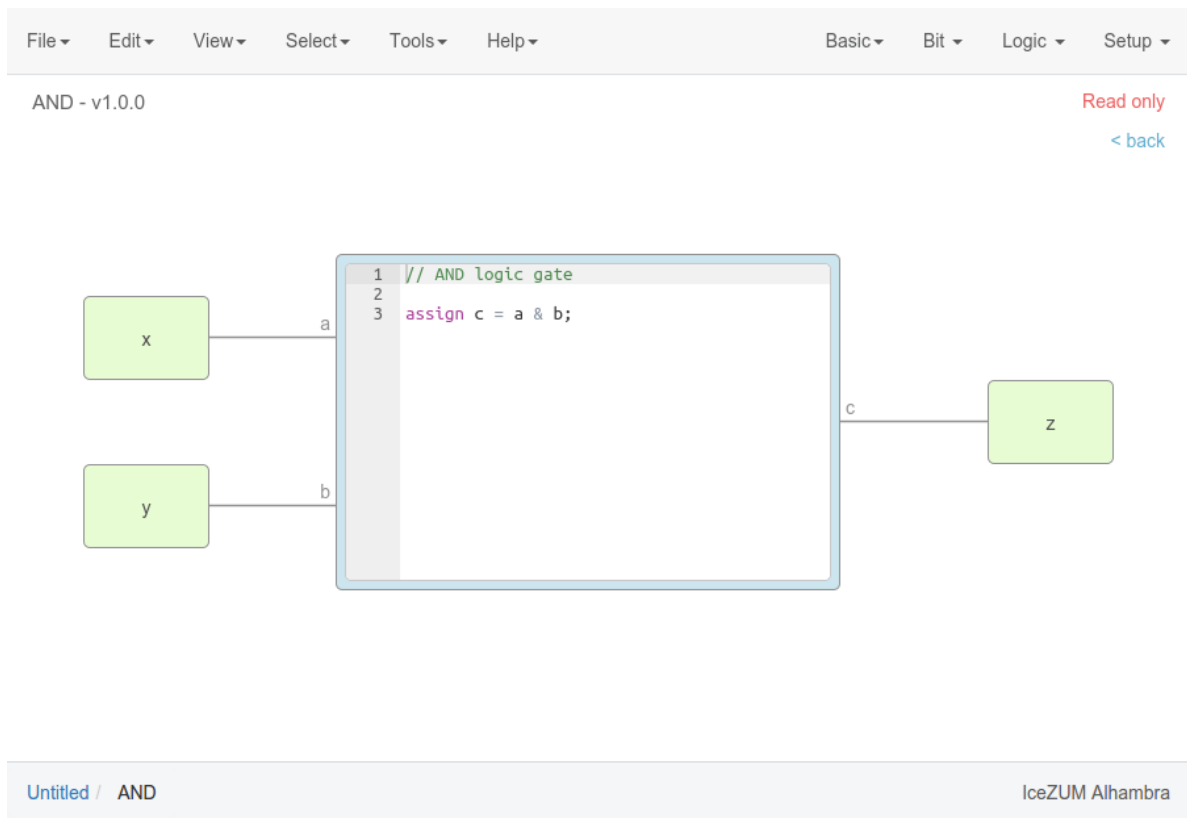 File Edit View Select Tools Help Basic Bit Logic Setup
AND - v1.0.0
Read only
< back
1 // AND logic gate
2
3 assign c = a & b;
x
a
y
b
c
z
Untitled / AND
IceZUM Alhambra